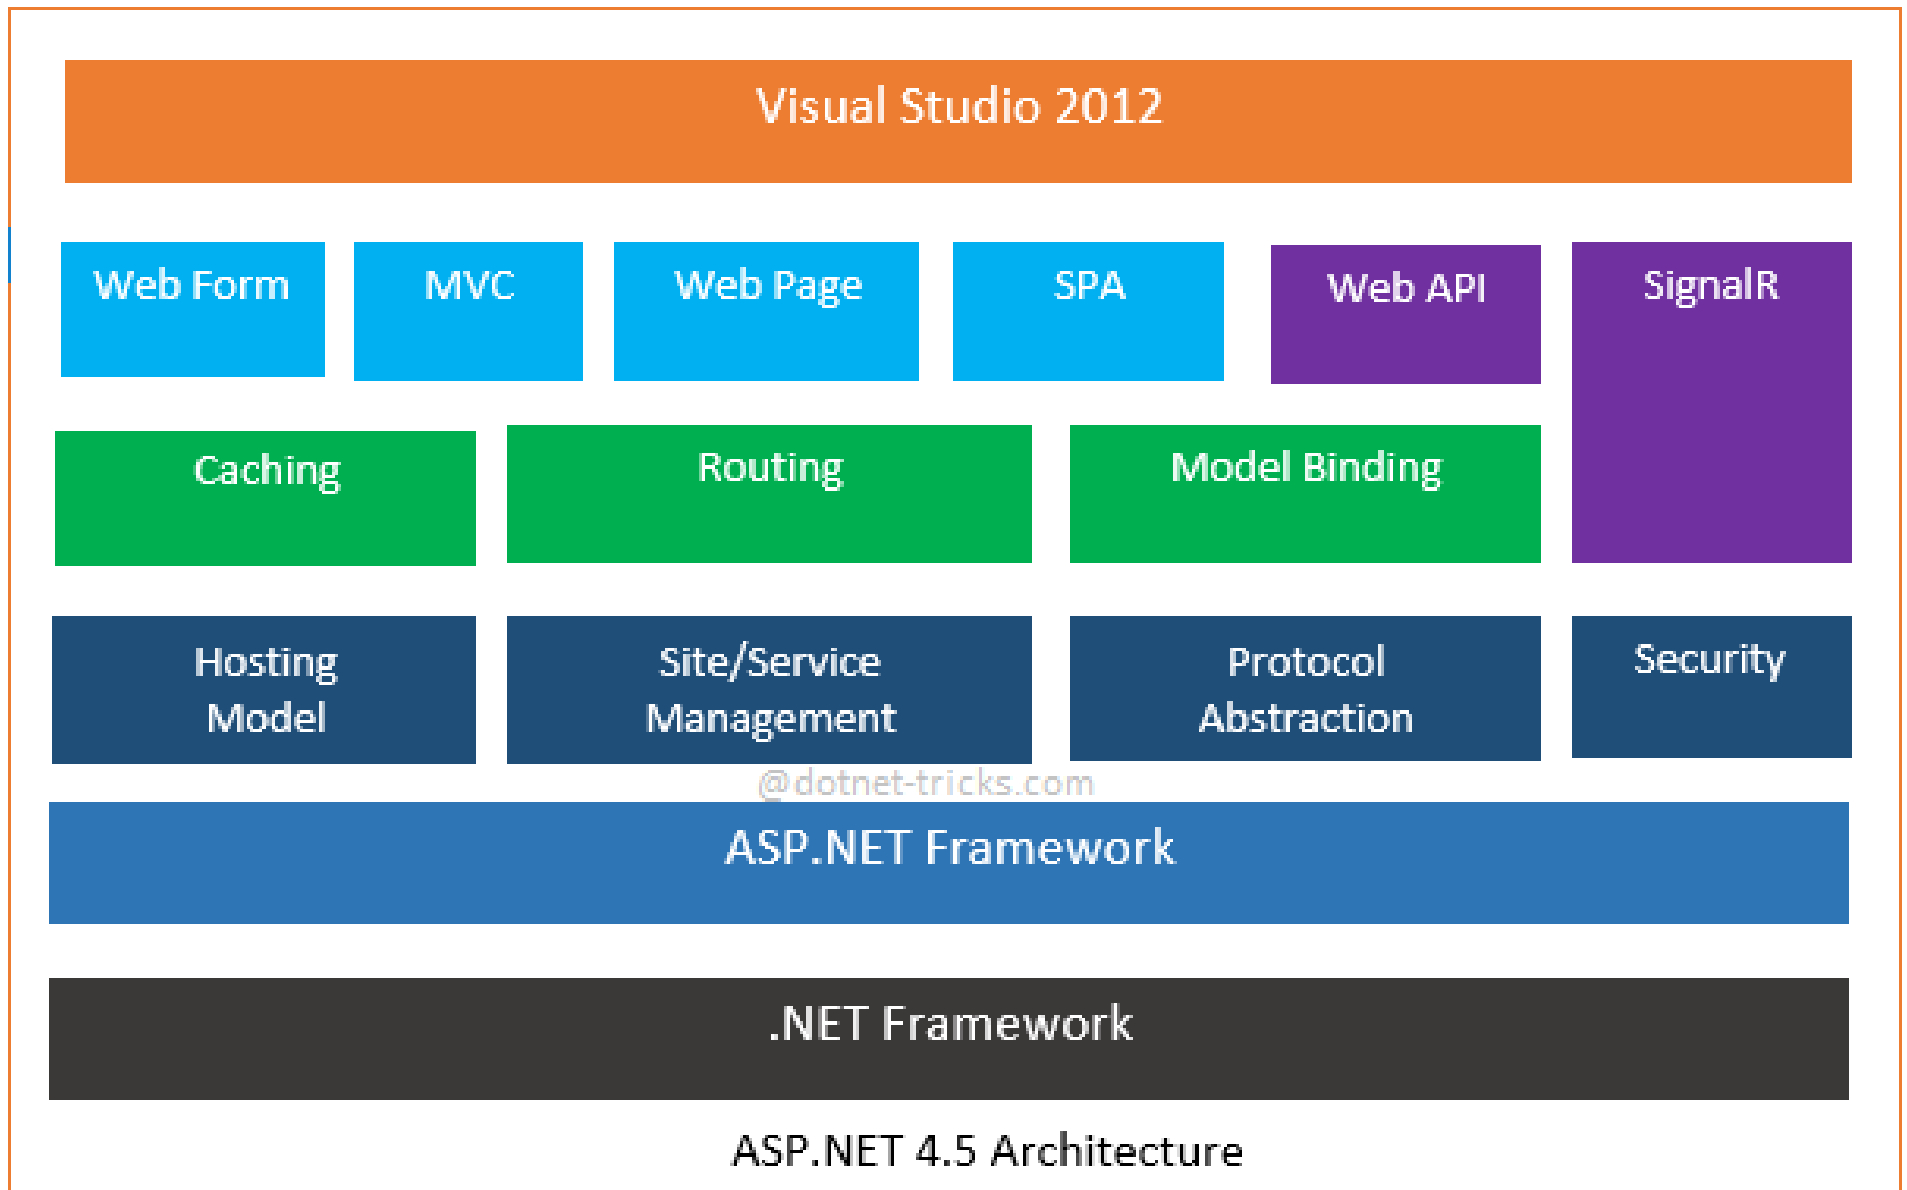 Visual Studio 2012
Web Form
MVC
Web Page
SPA
Web API
SignalR
Caching
Routing
Model Binding
Hosting
Model
Site/Service
Management
Protocol
Abstraction
Security
@dotnet-tricks.com
ASP.NET Framework
.NET Framework
ASP.NET 4.5 Architecture